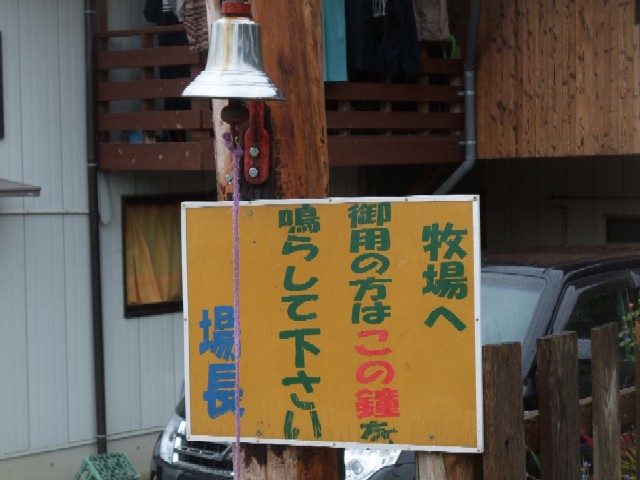 牧場へ
御用の方はこの鐘を
鳴らして下さい
場長